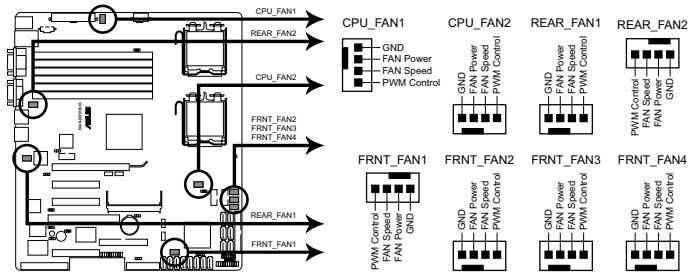 CPU_FAN1
REAR_FAN2
CPU_FAN2
FRNT_FAN2
FRNT_FAN3
FRNT_FAN4
REAR_FAN1
FRNT_FAN1
ASUS
CPU_FAN1
GND
FAN Power
FAN Speed
PWM Control
CPU_FAN2
GND
FAN Power
FAN Speed
PWM Control
REAR_FAN1
GND
FAN Power
FAN Speed
PWM Control
REAR_FAN2
PWM Control
FAN Speed
FAN Power
GND
FRNT_FAN1
PWM Control
FAN Speed
FAN Power
GND
FRNT_FAN2
GND
FAN Power
FAN Speed
PWM Control
FRNT_FAN3
GND
FAN Power
FAN Speed
PWM Control
FRNT_FAN4
GND
FAN Power
FAN Speed
PWM Control